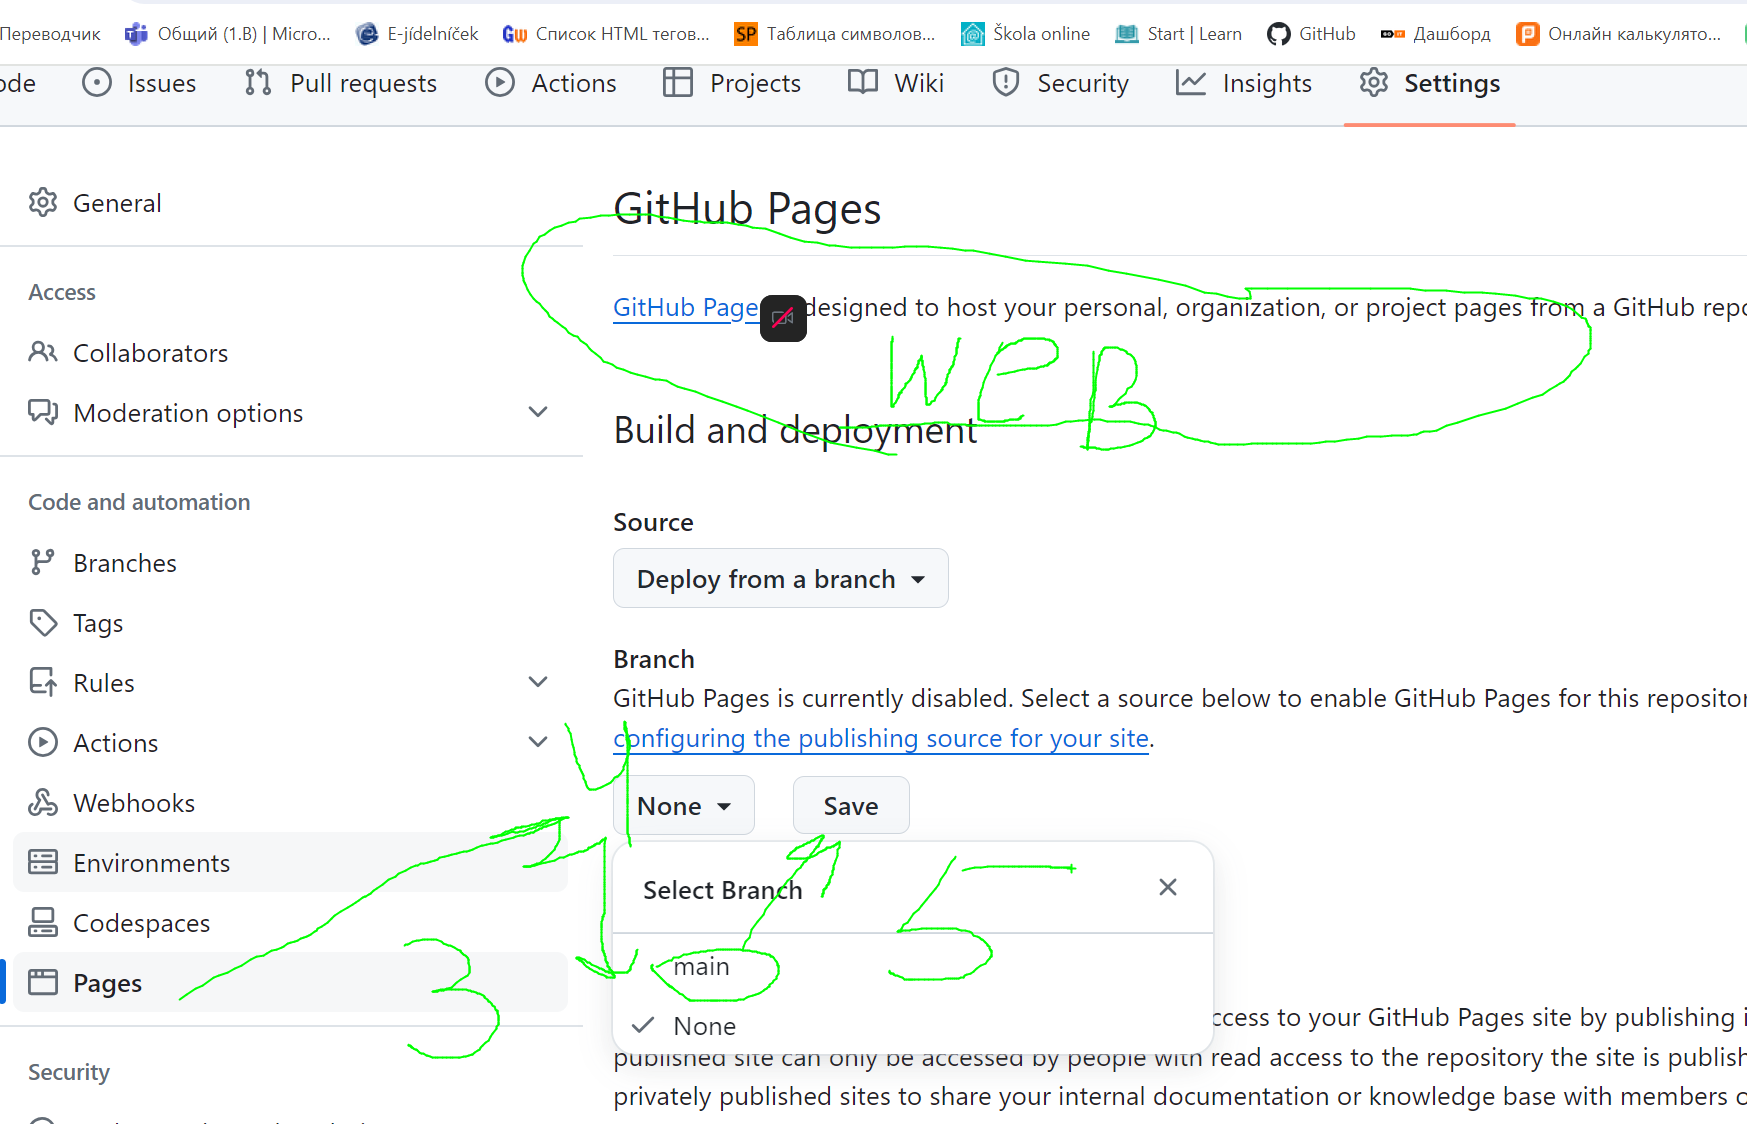 Переводчик
Общий (1.B) | Micro...
E-jídelníček
Список HTML тегов...
SP
Таблица символов...
Škola online
Start | Learn
GitHub
Дашборд
Онлайн калькулято...
ode
Issues
Pull requests
Actions
Projects
Wiki
Security
Insights
Settings
General
Access
Collaborators
Moderation options
Code and automation
Branches
Tags
Rules
Actions
Webhooks
Environments
Codespaces
Pages
Security
GitHub Pages
GitHub Page designed to host your personal, organization, or project pages from a GitHub repo
WEB
Build and deployment
Source
Deploy from a branch
Branch
GitHub Pages is currently disabled. Select a source below to enable GitHub Pages for this repositor
configuring the publishing source for your site.
4
None
Save
3
Select Branch
5
main
None
ccess to your GitHub Pages site by publishing i
published site can only be accessed by people with read access to the repository the site is publish
privately published sites to share your internal documentation or knowledge base with members o